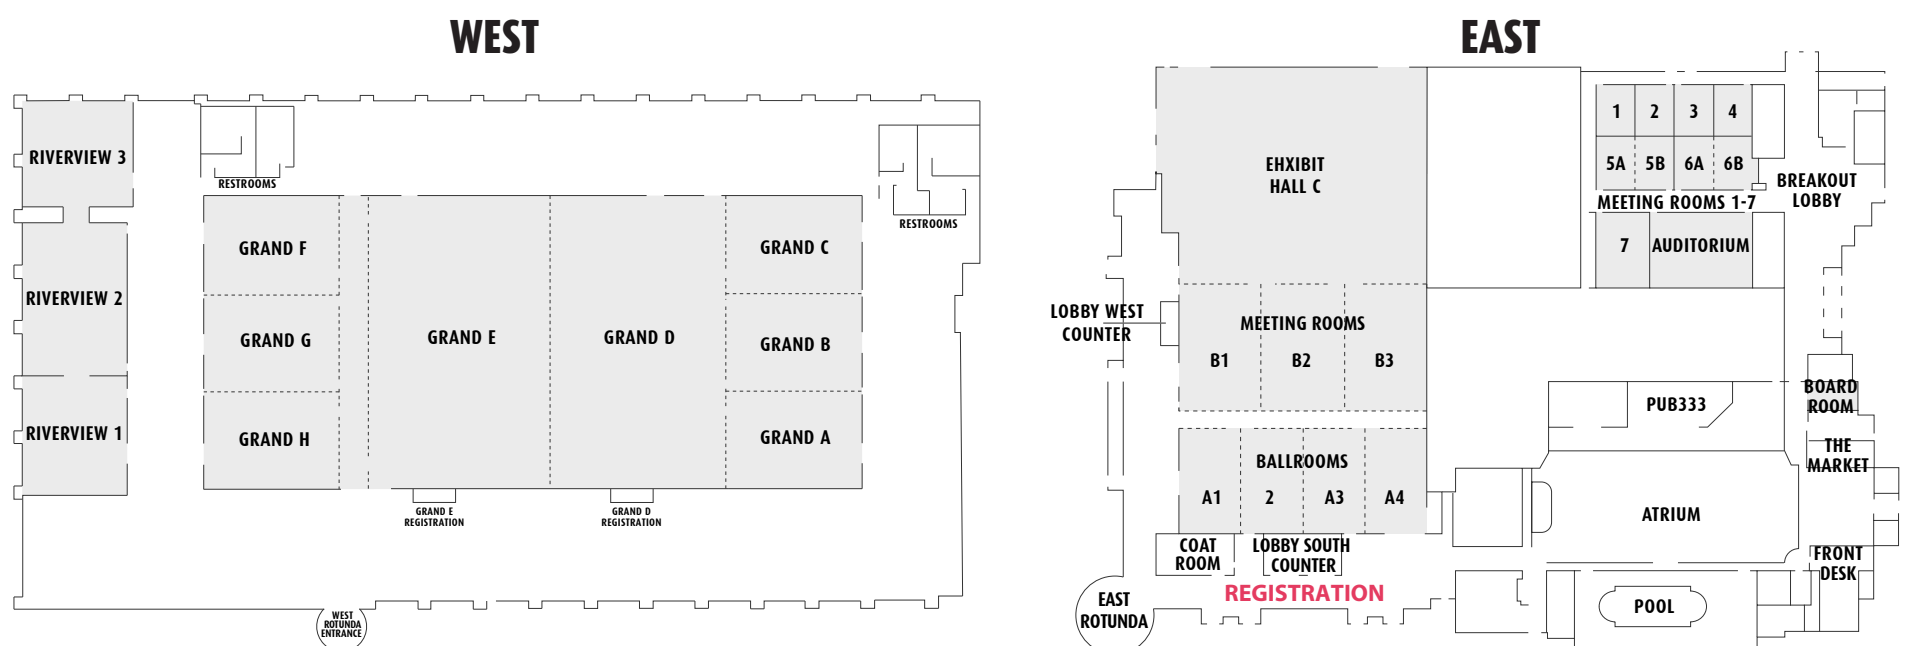 WEST
RIVERVIEW 3
RIVERVIEW 2
RIVERVIEW 1
RESTROOMS
RESTROOMS
GRAND F
GRAND G
GRAND H
GRAND E
GRAND D
GRAND C
GRAND B
GRAND A
GRAND E
REGISTRATION
GRAND D
REGISTRATION
WEST
ROTUNDA
ENTRANCE
EAST
EHXIBIT
HALL C
1
2
3
4
5A
5B
6A
6B
MEETING ROOMS 1-7
BREAKOUT
LOBBY
7
AUDITORIUM
LOBBY WEST
COUNTER
MEETING ROOMS
B1
B2
B3
BOARD
ROOM
PUB333
THE
MARKET
BALLROOMS
A1
2
A3
A4
ATRIUM
COAT
ROOM
LOBBY SOUTH
COUNTER
FRONT
DESK
REGISTRATION
EAST
ROTUNDA
POOL